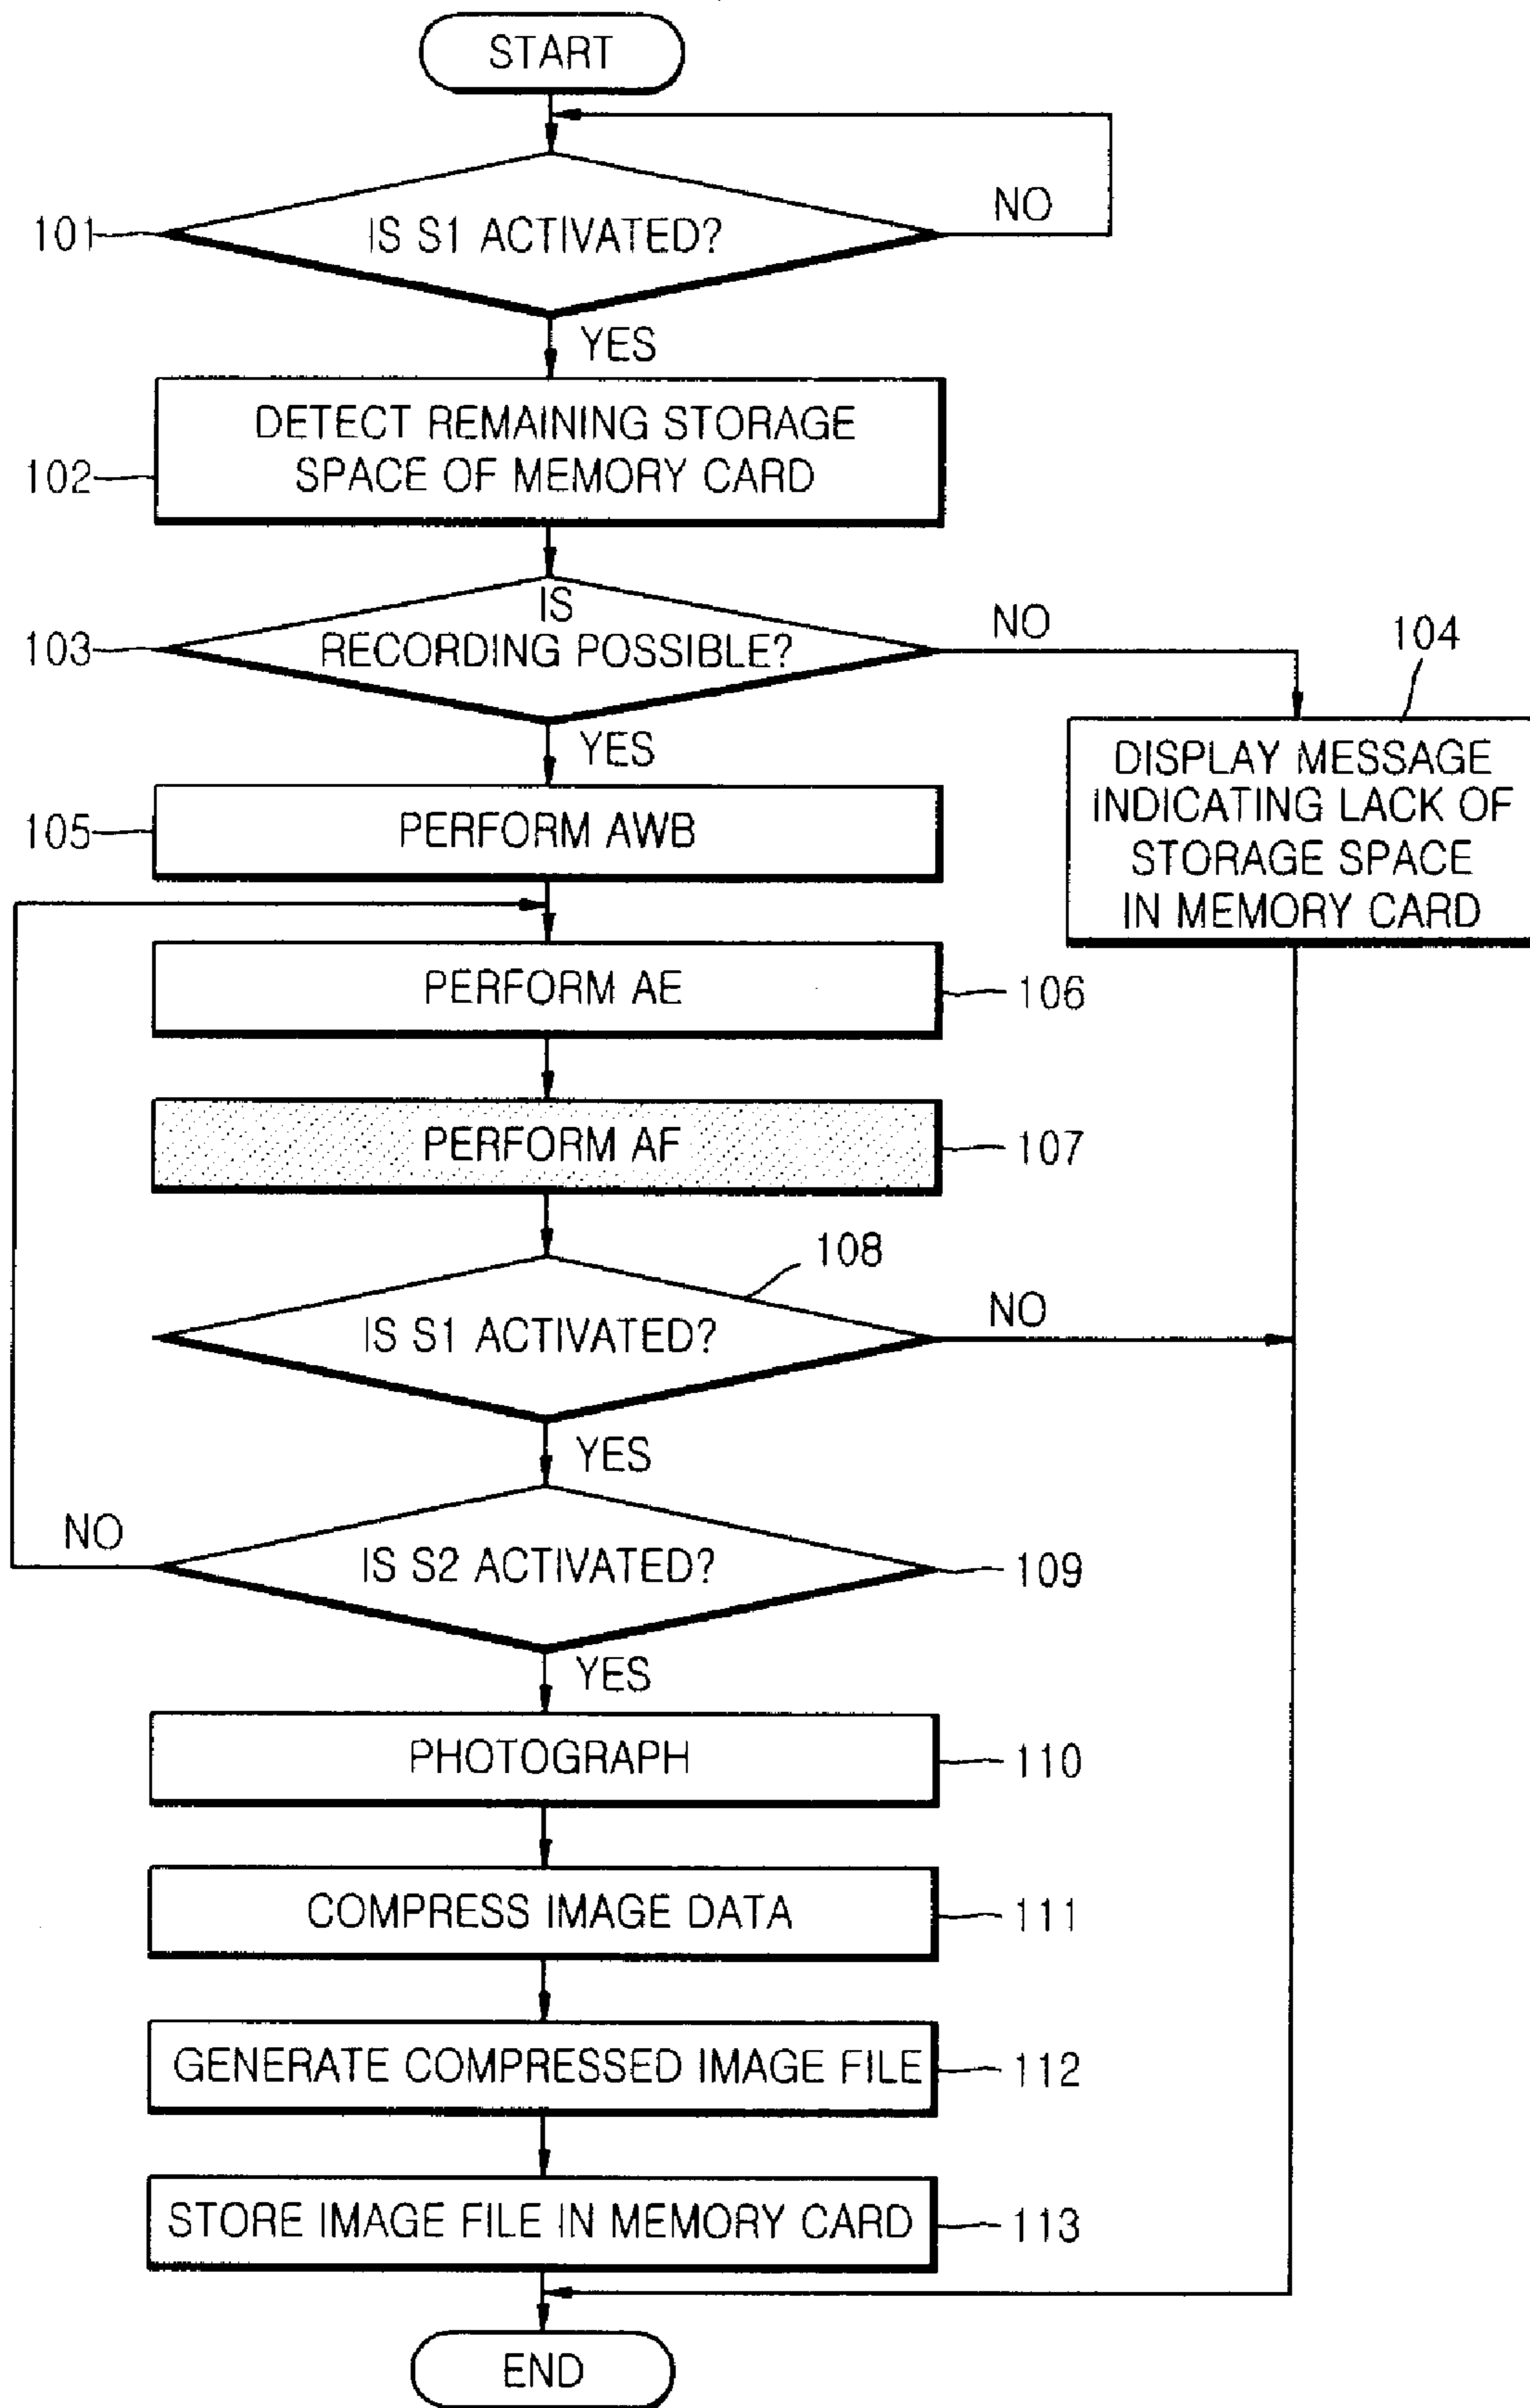 START
NO
101
IS S1 ACTIVATED?
YES
102
DETECT REMAINING STORAGE
SPACE OF MEMORY CARD
103
IS
RECORDING POSSIBLE?
NO
104
DISPLAY MESSAGE
INDICATING LACK OF
STORAGE SPACE
IN MEMORY CARD
YES
105
PERFORM AWB
PERFORM AE
106
PERFORM AF
107
108
IS S1 ACTIVATED?
NO
YES
NO
IS S2 ACTIVATED?
109
YES
PHOTOGRAPH
110
COMPRESS IMAGE DATA
111
GENERATE COMPRESSED IMAGE FILE
112
STORE IMAGE FILE IN MEMORY CARD
113
END